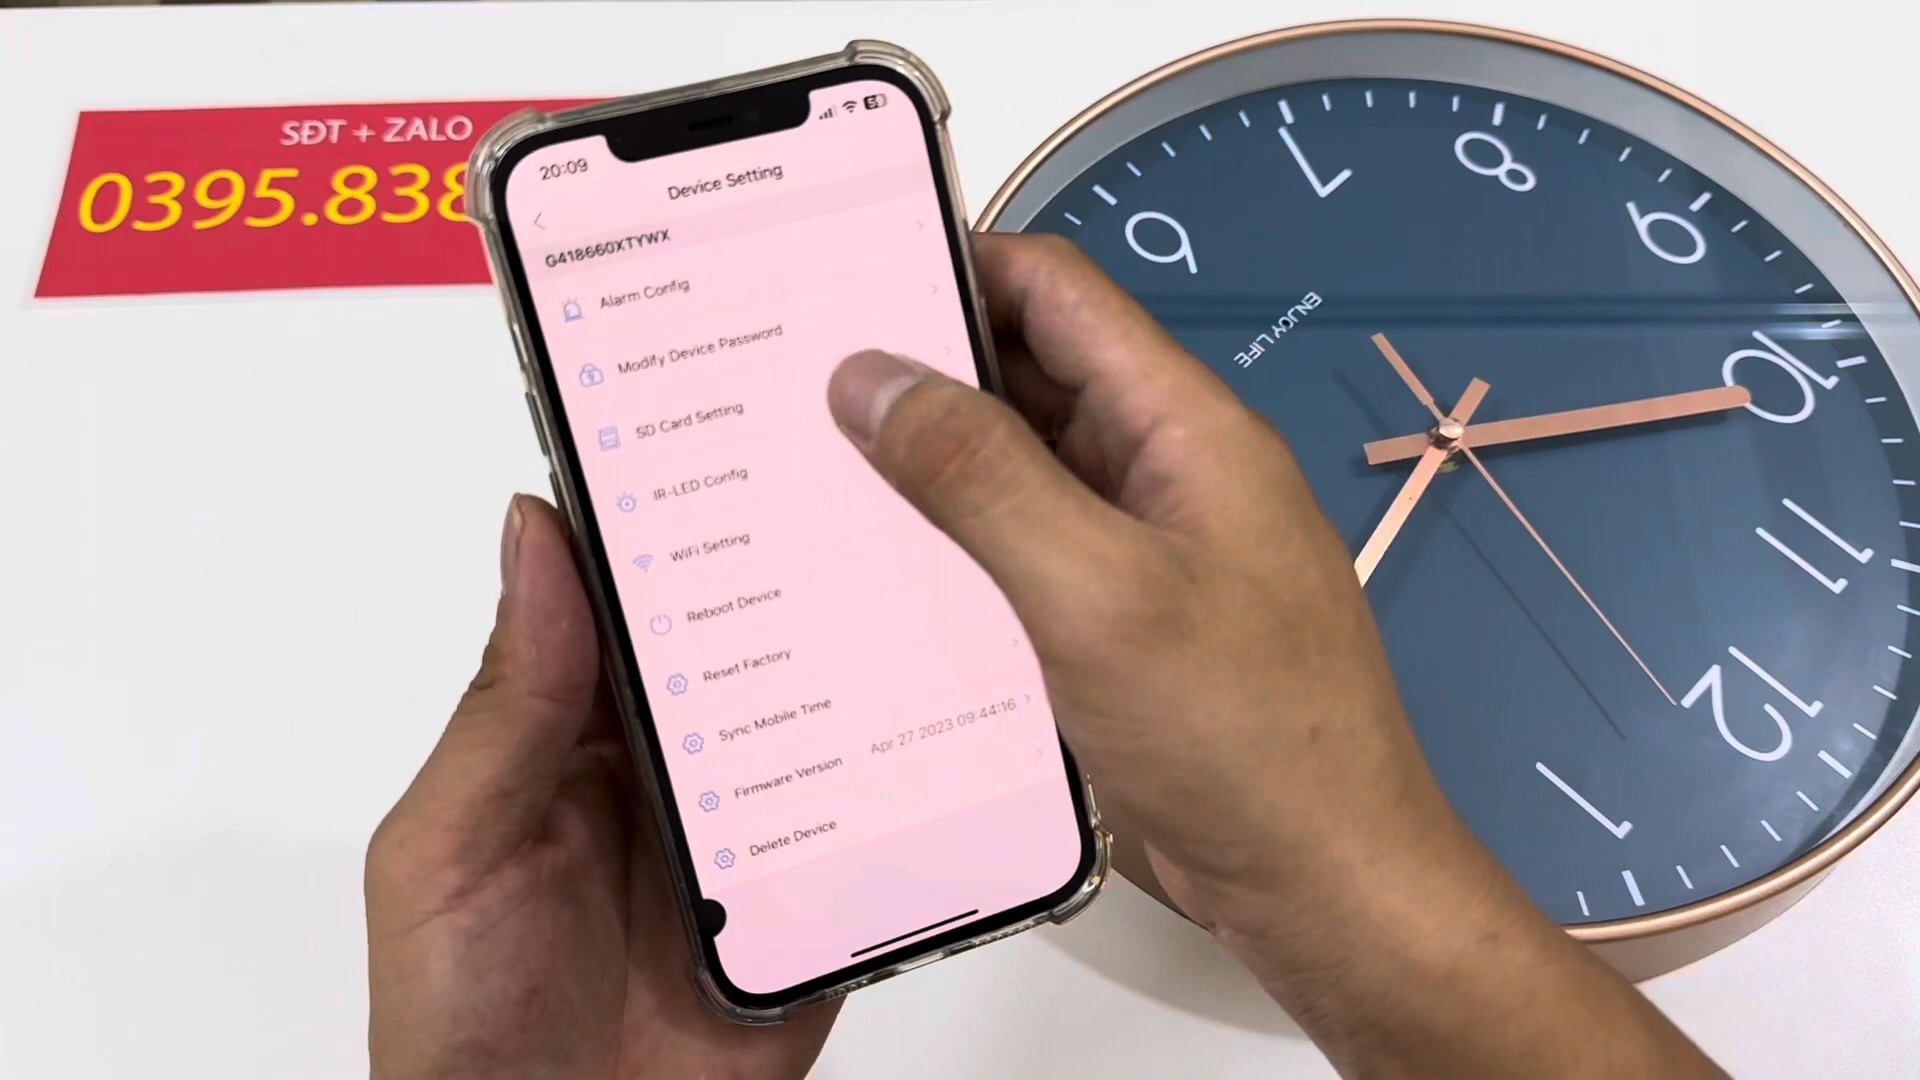 SĐT + ZALO
0395.838
20:09
59
Device Setting
G418660XTYWX
Alarm Config
Modify Device Password
SD Card Setting
IR-LED Config
WiFi Setting
Reboot Device
Reset Factory
Sync Mobile Time
Firmware Version Apr 27 2023 09:44:16
Delete Device
ENJOY LIFE
6
7
8
9
10
11
12
1